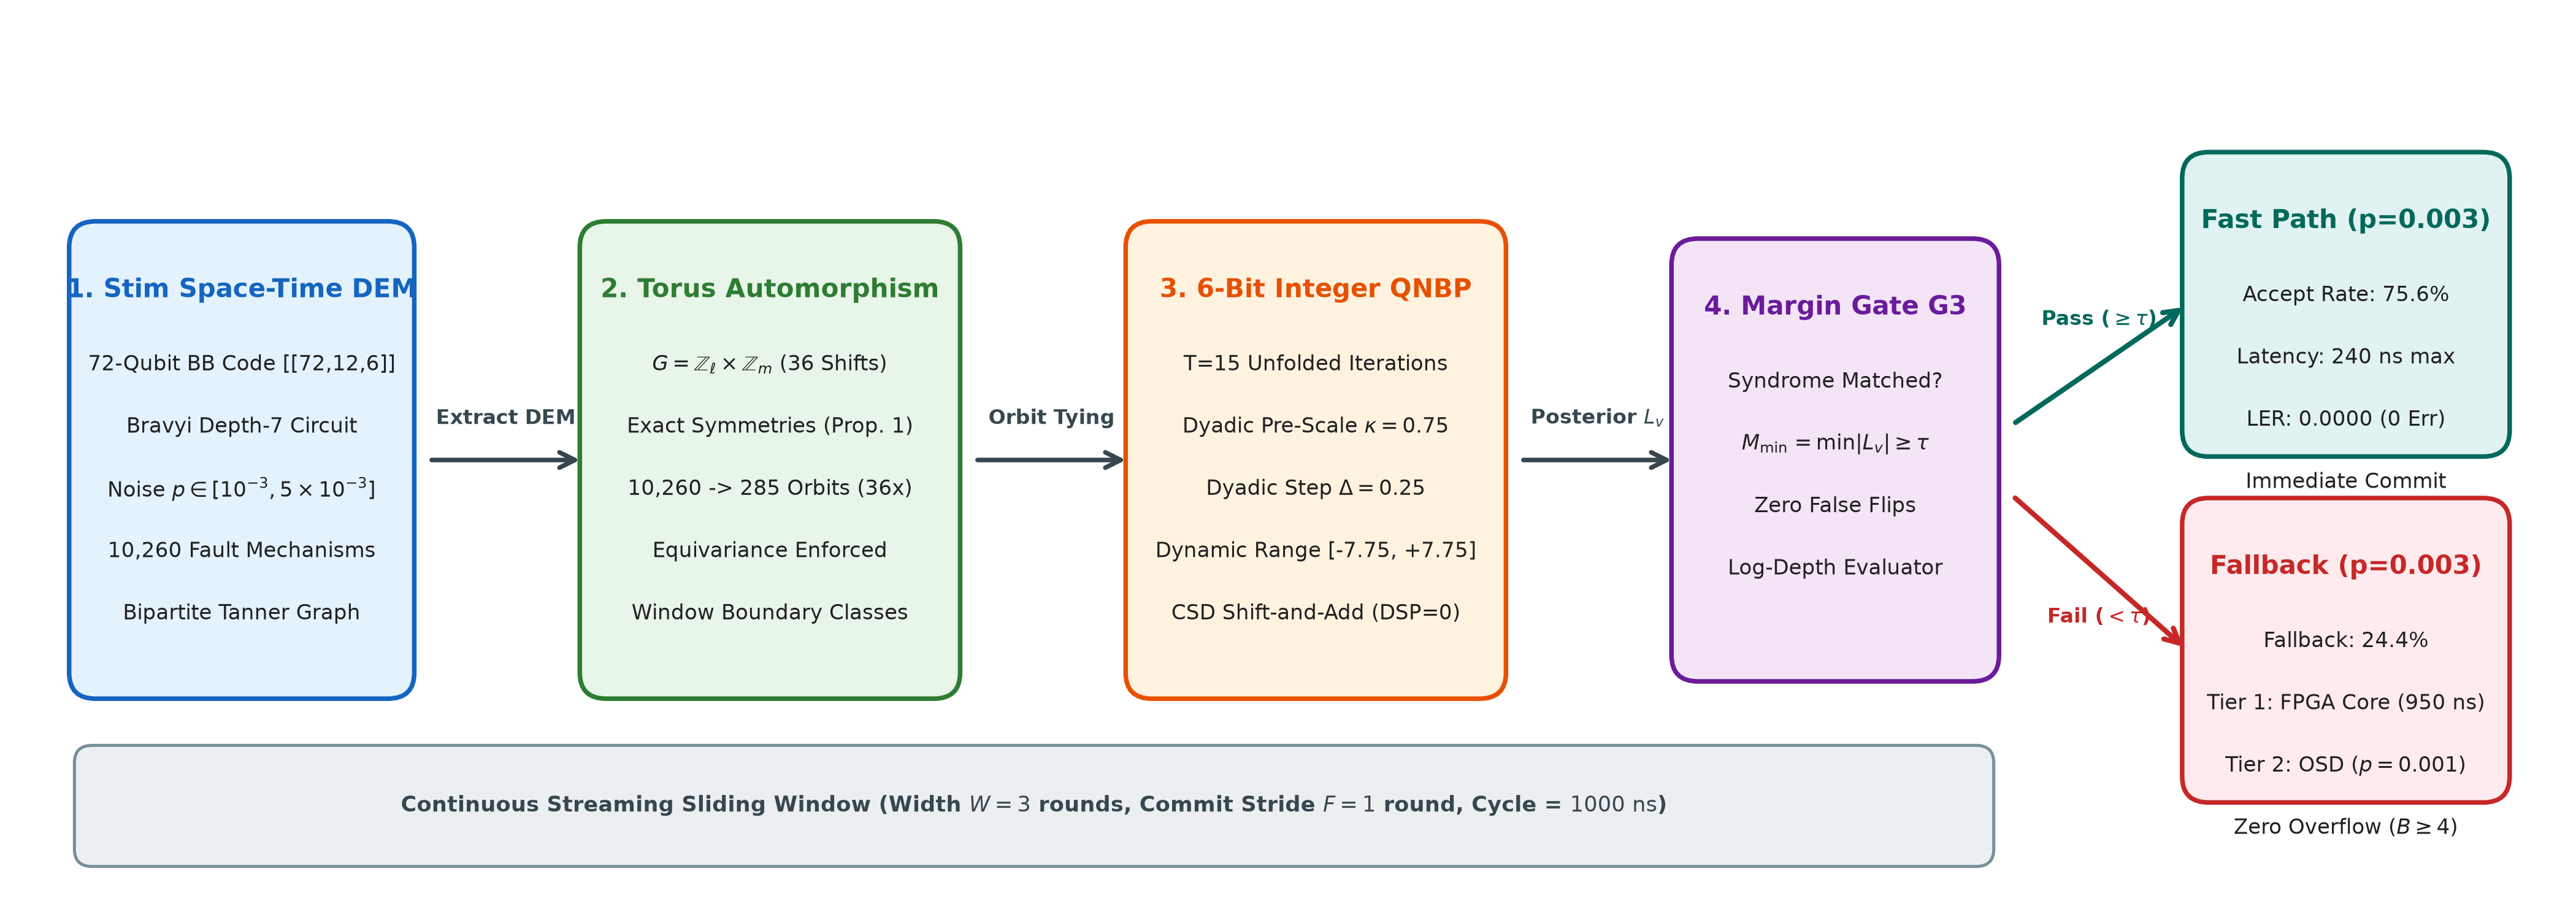 1. Stim Space-Time DEM
72-Qubit BB Code [[72,12,6]]
Bravyi Depth-7 Circuit
Noise p ∈ [10⁻³, 5 × 10⁻³]
10,260 Fault Mechanisms
Bipartite Tanner Graph
Extract DEM
2. Torus Automorphism
G = ℤ_ℓ × ℤ_m (36 Shifts)
Exact Symmetries (Prop. 1)
10,260 -> 285 Orbits (36x)
Equivariance Enforced
Window Boundary Classes
Orbit Tying
3. 6-Bit Integer QNBP
T=15 Unfolded Iterations
Dyadic Pre-Scale κ = 0.75
Dyadic Step Δ = 0.25
Dynamic Range [-7.75, +7.75]
CSD Shift-and-Add (DSP=0)
Posterior L_v
4. Margin Gate G3
Syndrome Matched?
M_min = min|L_v| ≥ τ
Zero False Flips
Log-Depth Evaluator
Pass ( ≥ τ)
Fast Path (p=0.003)
Accept Rate: 75.6%
Latency: 240 ns max
LER: 0.0000 (0 Err)
Immediate Commit
Fail ( < τ)
Fallback (p=0.003)
Fallback: 24.4%
Tier 1: FPGA Core (950 ns)
Tier 2: OSD (p = 0.001)
Zero Overflow (B ≥ 4)
Continuous Streaming Sliding Window (Width W = 3 rounds, Commit Stride F = 1 round, Cycle = 1000 ns)